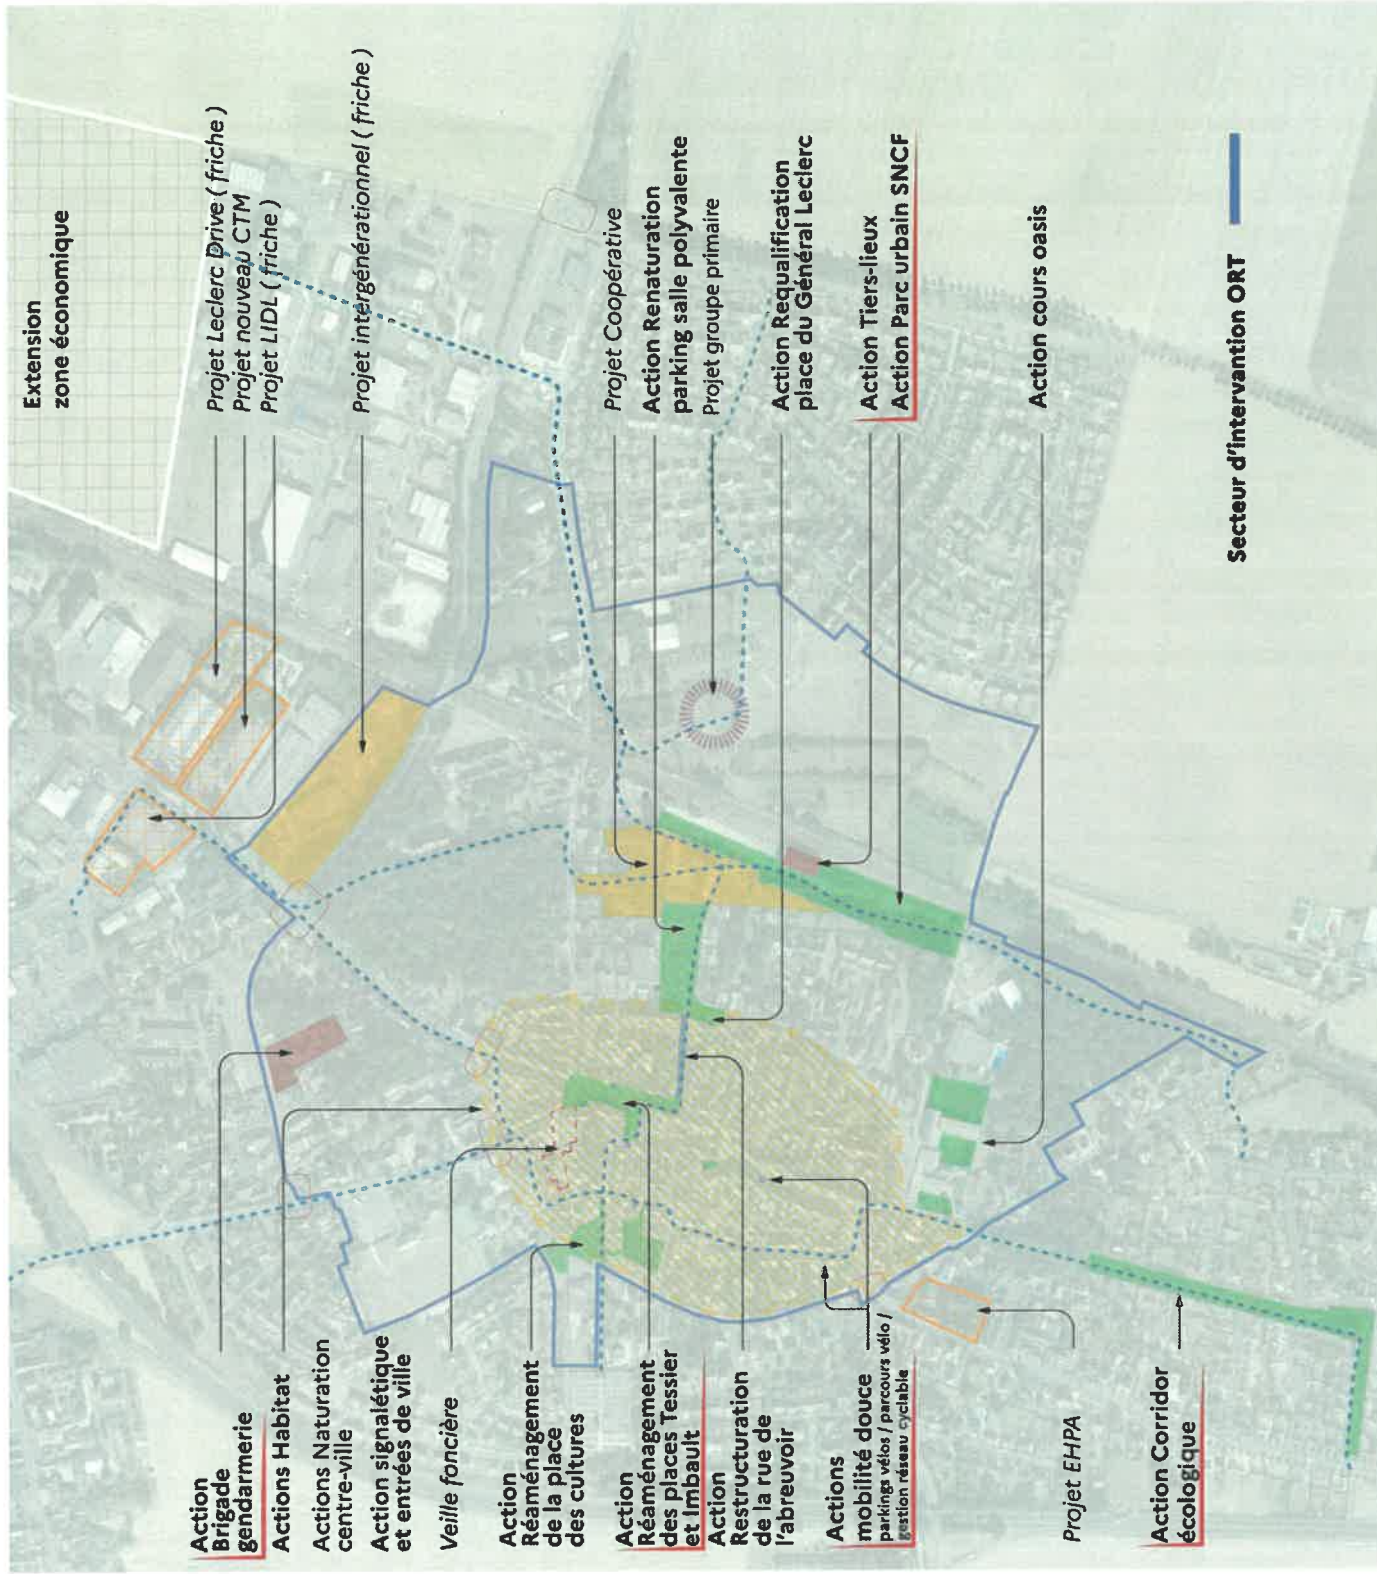 Extension
zone économique
Projet Leclerc Drive ( friche )
Projet nouveau CTM
Projet LIDL ( friche )
Projet intergénérationnel ( friche )
Projet Coopérative
Action Renaturation
parking salle polyvalente
Projet groupe primaire
Action Requalification
place du Général Leclerc
Action Tiers-lieux
Action Parc urbain SNCF
Action cours oasis
Secteur d'intervantion ORT
Action
Brigade
gendarmerie
Actions Habitat
Actions Naturation
centre-ville
Action signalétique
et entrées de ville
Veille foncière
Action
Réaménagement
de la place
des cultures
Action
Réaménagement
des places Tessier
et Imbault
Action
Restructuration
de la rue de
l'abreuvoir
Actions
mobilité douce
parkings vélos / parcours vélo /
gestion réseau cyclable
Projet EHPA
Action Corridor
écologique